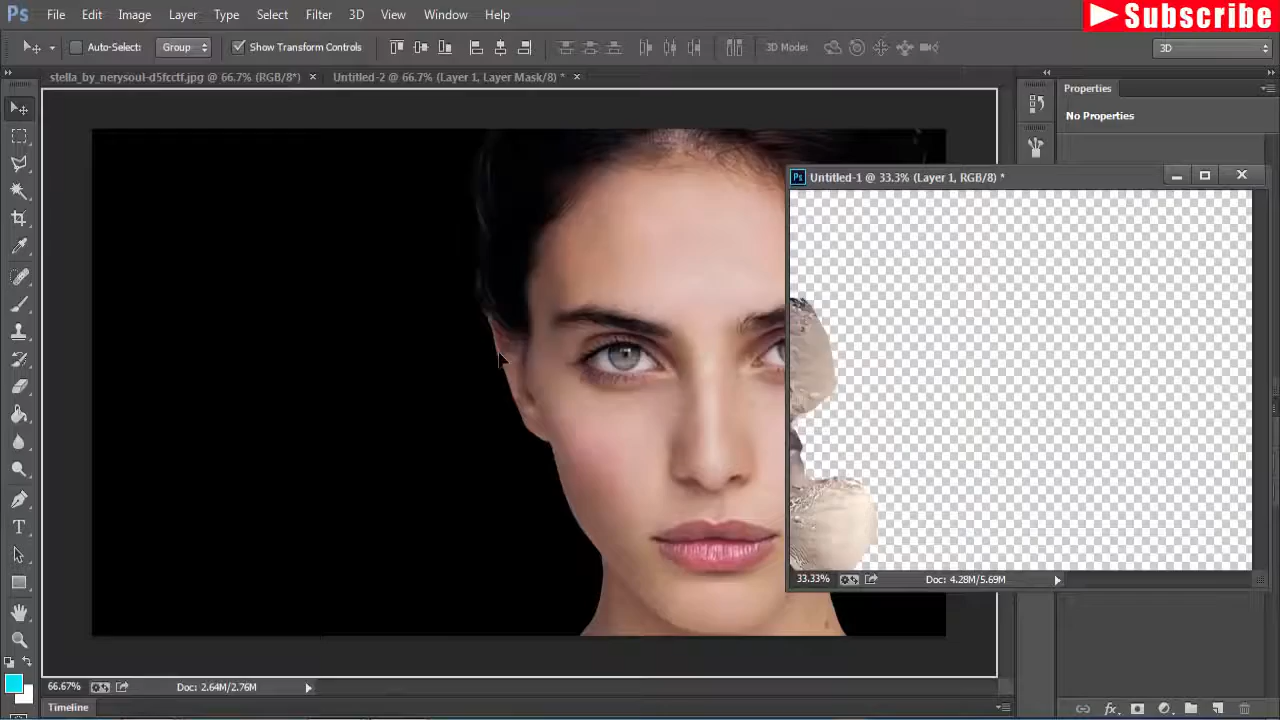 Ps File Edit Image Layer Type Select Filter 3D View Window Help
Subscribe
Auto-Select: Group Show Transform Controls 3D Mode: 3D
stella_by_nerysoul-d5fcctf.jpg @ 66.7% (RGB/8*) × Untitled-2 @ 66.7% (Layer 1, Layer Mask/8) * ×
Properties
No Properties
Ps Untitled-1 @ 33.3% (Layer 1, RGB/8) *
33.33% Doc: 4.28M/5.69M
66.67% Doc: 2.64M/2.76M
Timeline
fx